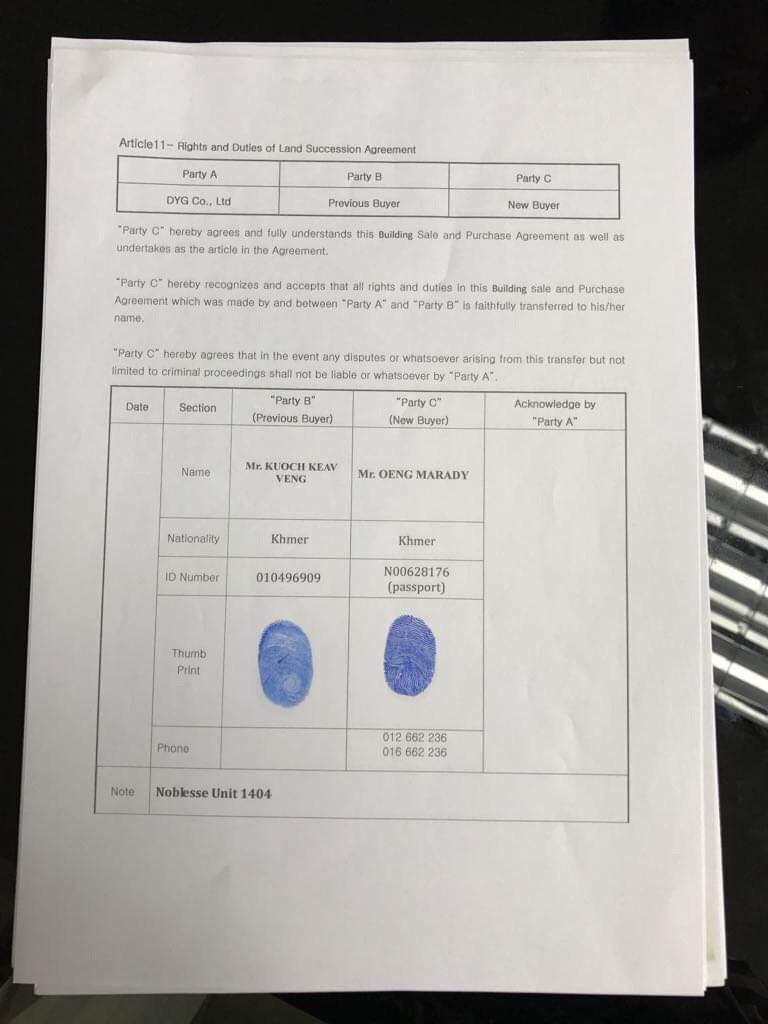 Article11- Rights and Duties of Land Succession Agreement
Party A Party B Party C
DYG Co., Ltd Previous Buyer New Buyer
"Party C" hereby agrees and fully understands this Building Sale and Purchase Agreement as well as
undertakes as the article in the Agreement.
"Party C" hereby recognizes and accepts that all rights and duties in this Building sale and Purchase
Agreement which was made by and between "Party A" and "Party B" is faithfully transferred to his/her
name.
"Party C" hereby agrees that in the event any disputes or whatsoever arising from this transfer but not
limited to criminal proceedings shall not be liable or whatsoever by "Party A".
Date Section "Party B" "Party C" Acknowledge by
(Previous Buyer) (New Buyer) "Party A"
Name Mr. KUOCH KEAV Mr. OENG MARADY
VENG
Nationality Khmer Khmer
ID Number 010496909 N00628176
(passport)
Thumb
Print
Phone 012 662 236
016 662 236
Note Noblesse Unit 1404